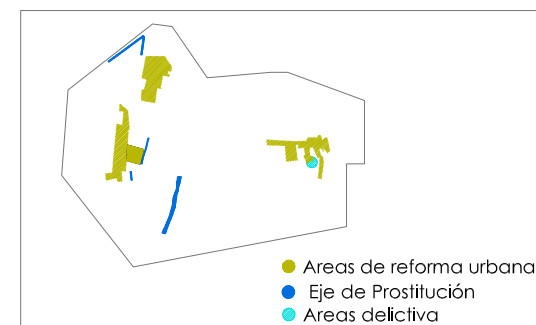 Areas de reforma urbana
Eje de Prostitución
Areas delictiva